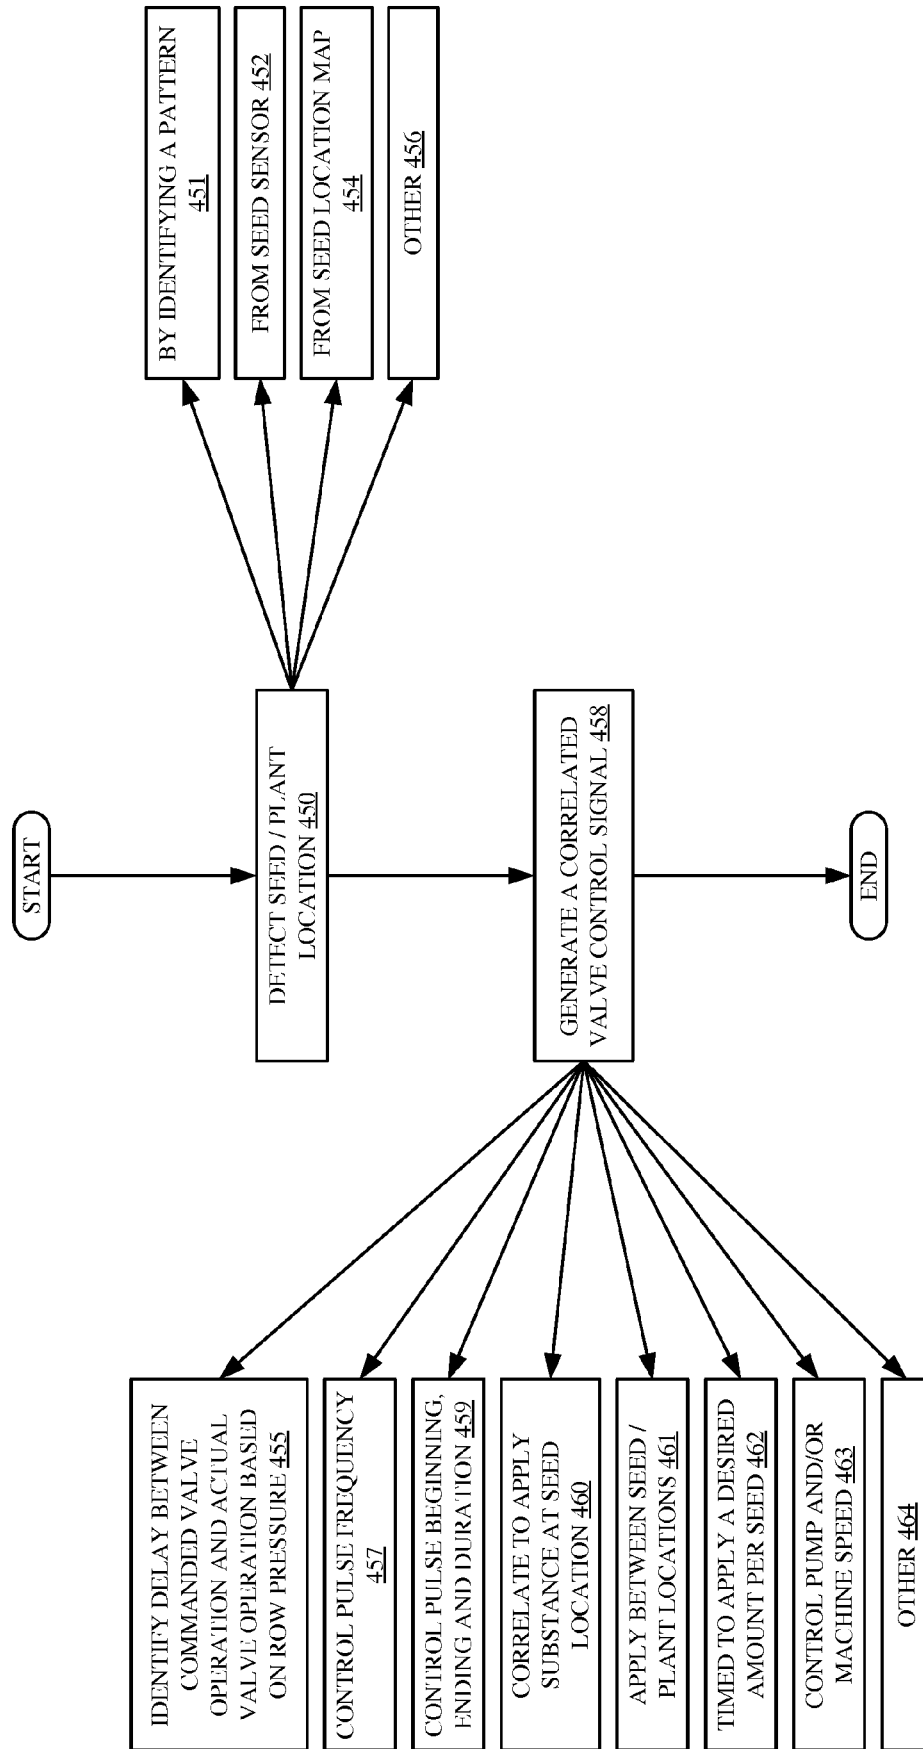 START
DETECT SEED / PLANT
LOCATION 450
BY IDENTIFYING A PATTERN
451
FROM SEED SENSOR 452
FROM SEED LOCATION MAP
454
OTHER 456
GENERATE A CORRELATED
VALVE CONTROL SIGNAL 458
IDENTIFY DELAY BETWEEN
COMMANDED VALVE
OPERATION AND ACTUAL
VALVE OPERATION BASED
ON ROW PRESSURE 455
CONTROL PULSE FREQUENCY
457
CONTROL PULSE BEGINNING,
ENDING AND DURATION 459
CORRELATE TO APPLY
SUBSTANCE AT SEED
LOCATION 460
APPLY BETWEEN SEED /
PLANT LOCATIONS 461
TIMED TO APPLY A DESIRED
AMOUNT PER SEED 462
CONTROL PUMP AND/OR
MACHINE SPEED 463
OTHER 464
END